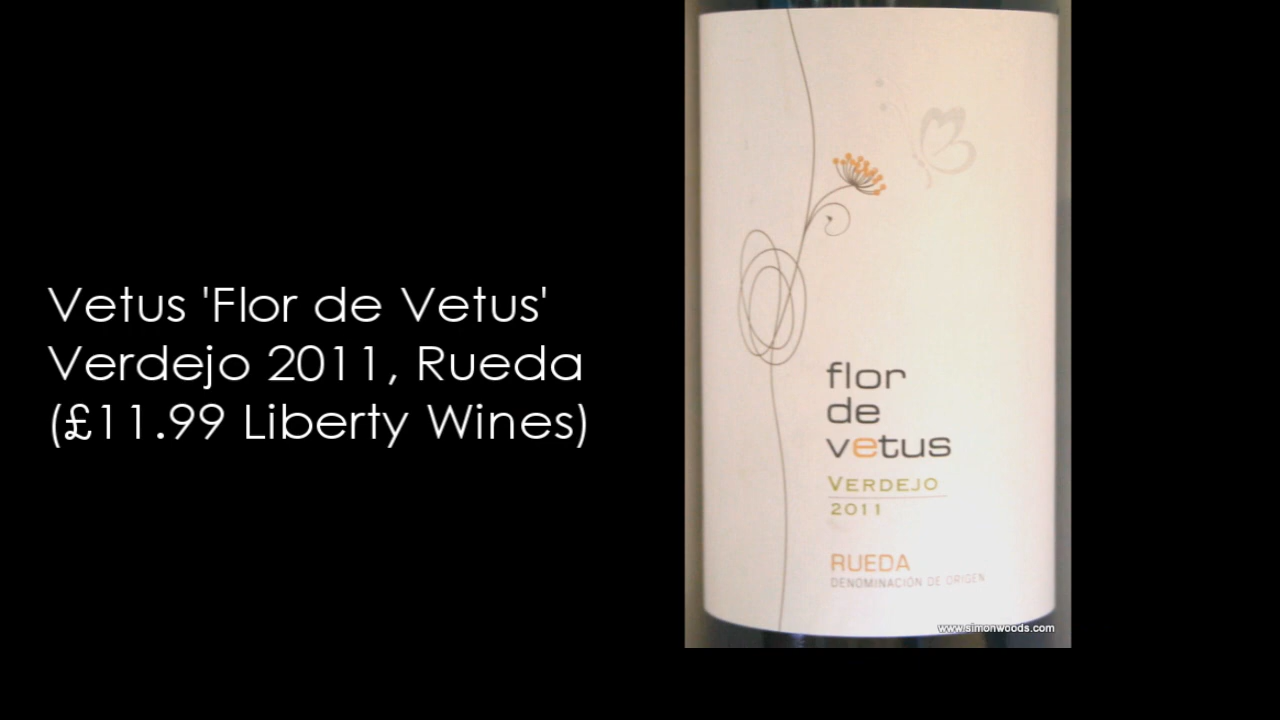 Vetus 'Flor de Vetus'
Verdejo 2011, Rueda
(£11.99 Liberty Wines)
flor
de
vetus
VERDEJO
2011
RUEDA
DENOMINACIÓN DE ORIGEN
www.simonwoods.com